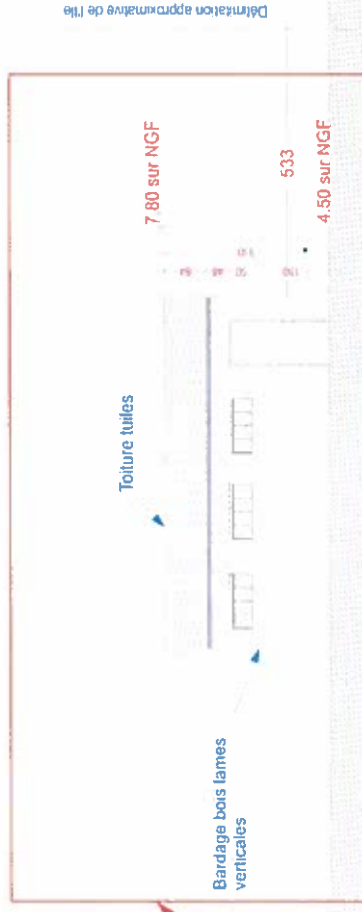 Délimitation approximative de l'île
7.80 sur NGF
Toiture tuiles
533
4.50 sur NGF
Bardage bois lames
verticales